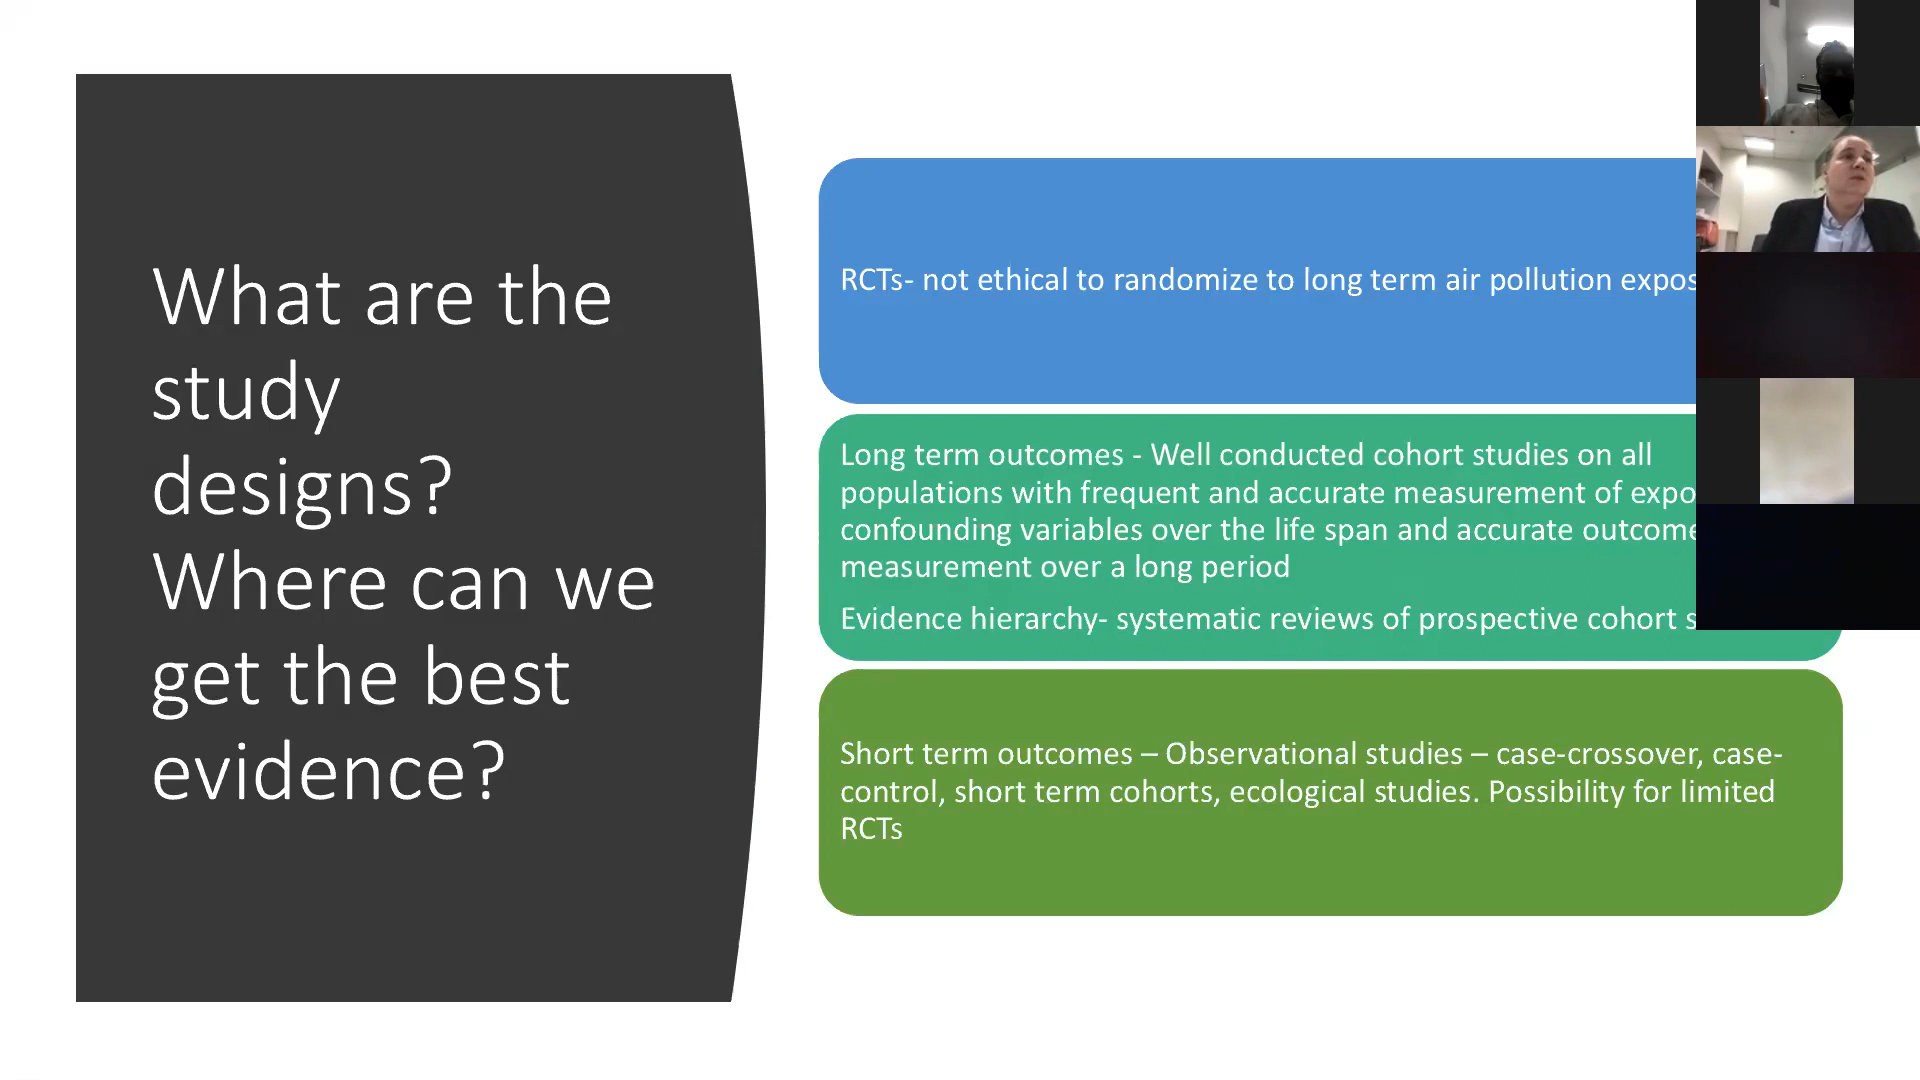 What are the
study
designs?
Where can we
get the best
evidence?
RCTs- not ethical to randomize to long term air pollution
Long term outcomes - Well conducted cohort studies on all
populations with frequent and accurate measurement of
confounding variables over the life span and accurate
measurement over a long period
Evidence hierarchy- systematic reviews of prospective cohort
Short term outcomes – Observational studies – case-crossover, case-
control, short term cohorts, ecological studies. Possibility for limited
RCTs